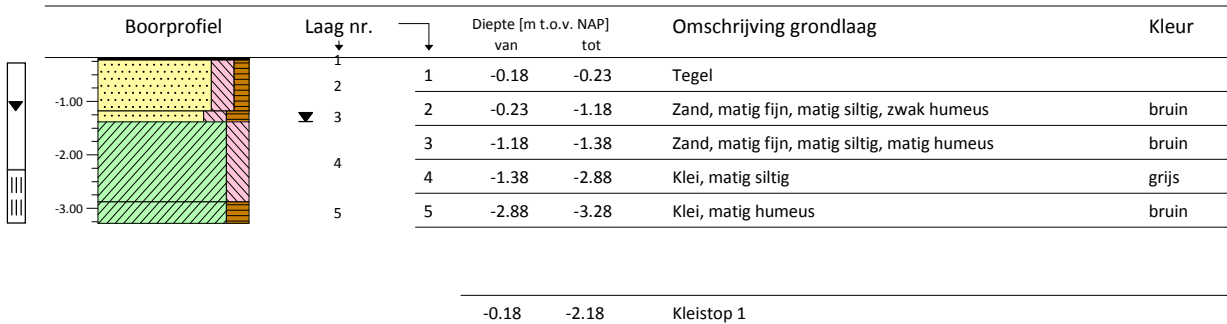 Boorprofiel Laag nr. Diepte [m t.o.v. NAP] Omschrijving grondlaag Kleur
van tot
1 -0.18 -0.23 Tegel
2 -0.23 -1.18 Zand, matig fijn, matig siltig, zwak humeus bruin
3 -1.18 -1.38 Zand, matig fijn, matig siltig, matig humeus bruin
4 -1.38 -2.88 Klei, matig siltig grijs
5 -2.88 -3.28 Klei, matig humeus bruin
-1.00
-2.00
-3.00
1
2
3
4
5
-0.18 -2.18 Kleistop 1